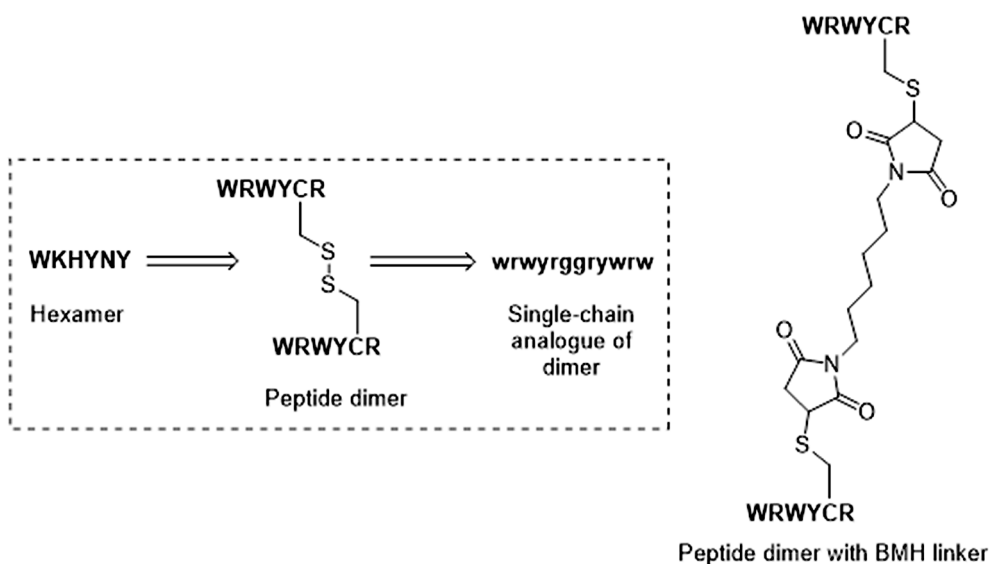 WRWYCR
S
O
N
O
WRWYCR
S
S
WRWYCR
Peptide dimer
WKHYNY
Hexamer
wrwyrggrywrw
Single-chain
analogue of
dimer
O
N
O
S
WRWYCR
Peptide dimer with BMH linker